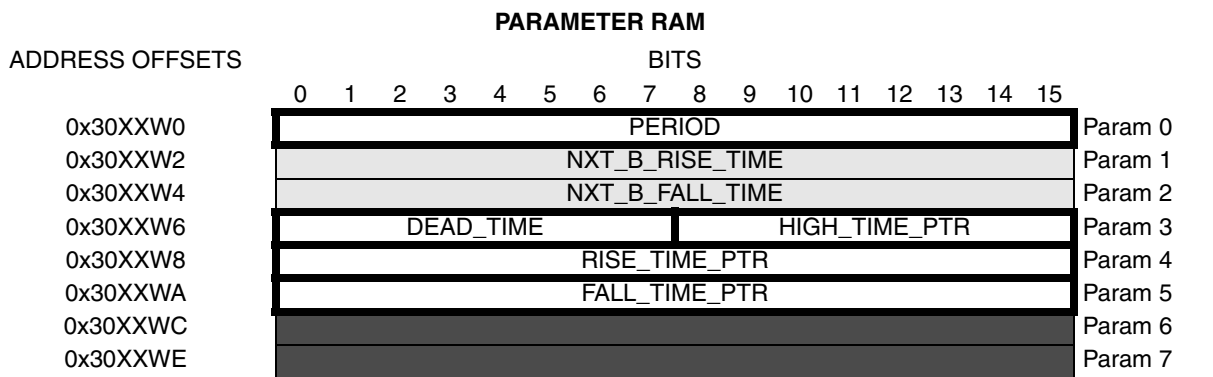 PARAMETER RAM
ADDRESS OFFSETS BITS
0 1 2 3 4 5 6 7 8 9 10 11 12 13 14 15
0x30XXW0 PERIOD Param 0
0x30XXW2 NXT_B_RISE_TIME Param 1
0x30XXW4 NXT_B_FALL_TIME Param 2
0x30XXW6 DEAD_TIME HIGH_TIME_PTR Param 3
0x30XXW8 RISE_TIME_PTR Param 4
0x30XXWA FALL_TIME_PTR Param 5
0x30XXWC Param 6
0x30XXWE Param 7